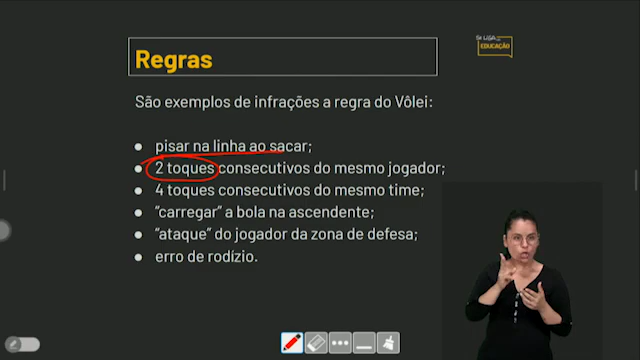 Regras
Se LIGA...
EDUCAÇÃO
São exemplos de infrações a regra do Vôlei:
pisar na linha ao sacar;
2 toques consecutivos do mesmo jogador;
4 toques consecutivos do mesmo time;
“carregar” a bola na ascendente;
“ataque” do jogador da zona de defesa;
erro de rodízio.